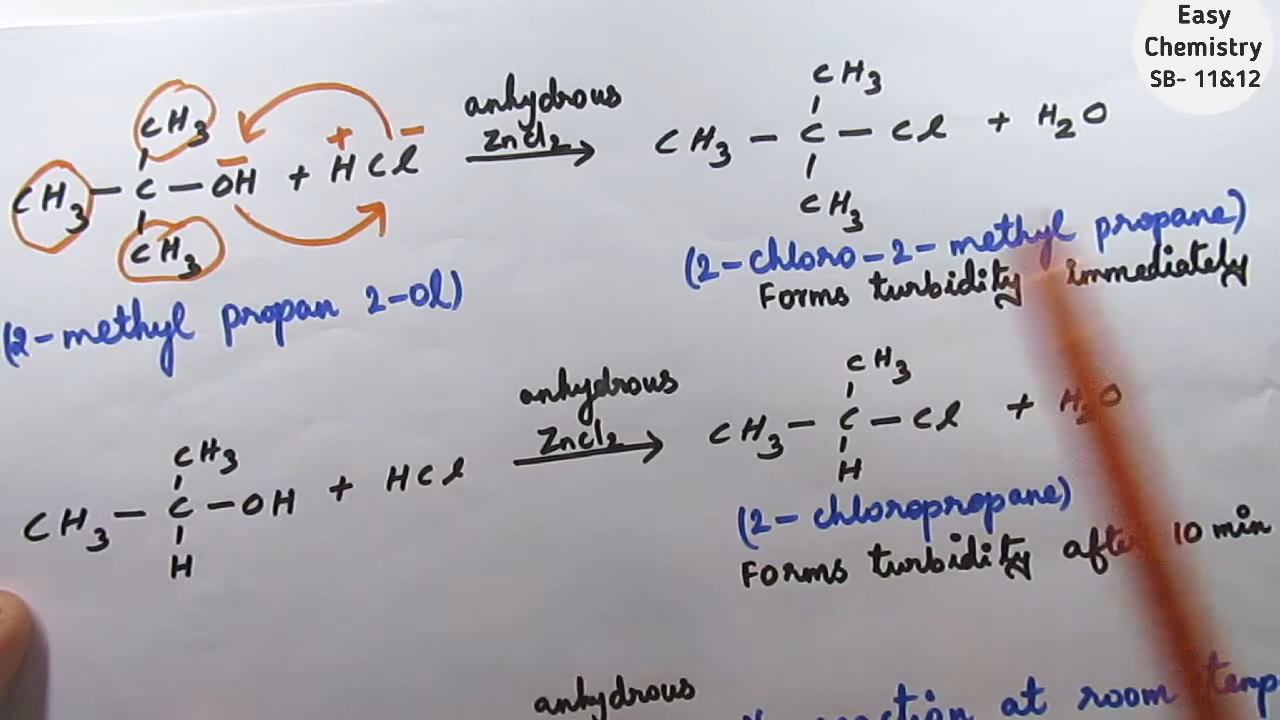 Easy
Chemistry
SB- 11&12
CH3
CH3 - C - OH + HCl
CH3
anhydrous
ZnCl2
CH3
CH3 - C - Cl + H2O
CH3
(2-methyl propan 2-Ol)
(2-chloro-2-methyl propane)
Forms turbidity immediately
CH3
CH3 - C - OH + HCl
H
anhydrous
ZnCl2
CH3
CH3 - C - Cl + H2O
H
(2-chloropropane)
Forms turbidity after 10 min
anhydrous
at room temp